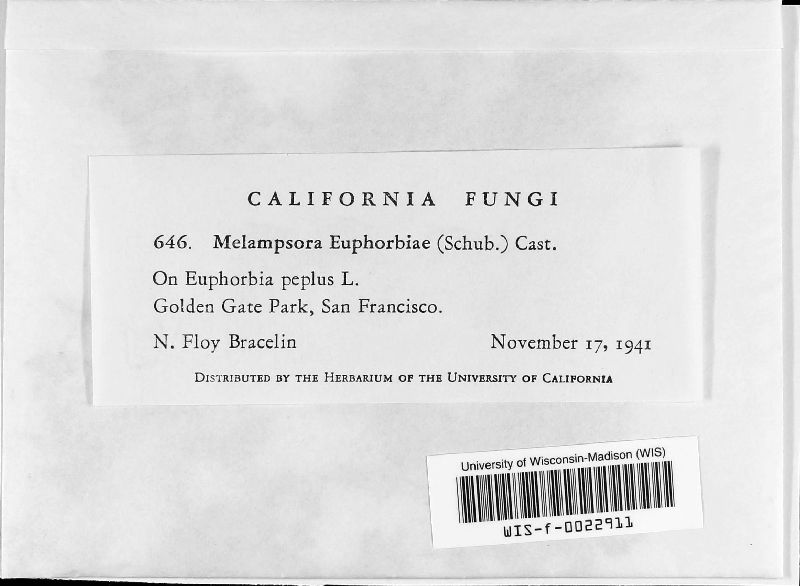 CALIFORNIA FUNGI
646. Melampsora Euphorbiae (Schub.) Cast.
On Euphorbia peplus L.
Golden Gate Park, San Francisco.
N. Floy Bracelin November 17, 1941
DISTRIBUTED BY THE HERBARIUM OF THE UNIVERSITY OF CALIFORNIA
University of Wisconsin-Madison (WIS)
WIS-f-0022911